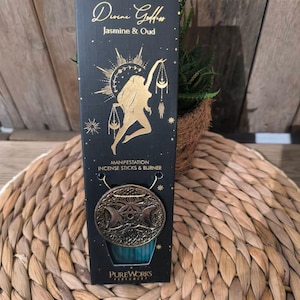 Divine Goddess
Jasmine & Oud
MANIFESTATION
INCENSE STICKS & BURNER
PUREWORKS